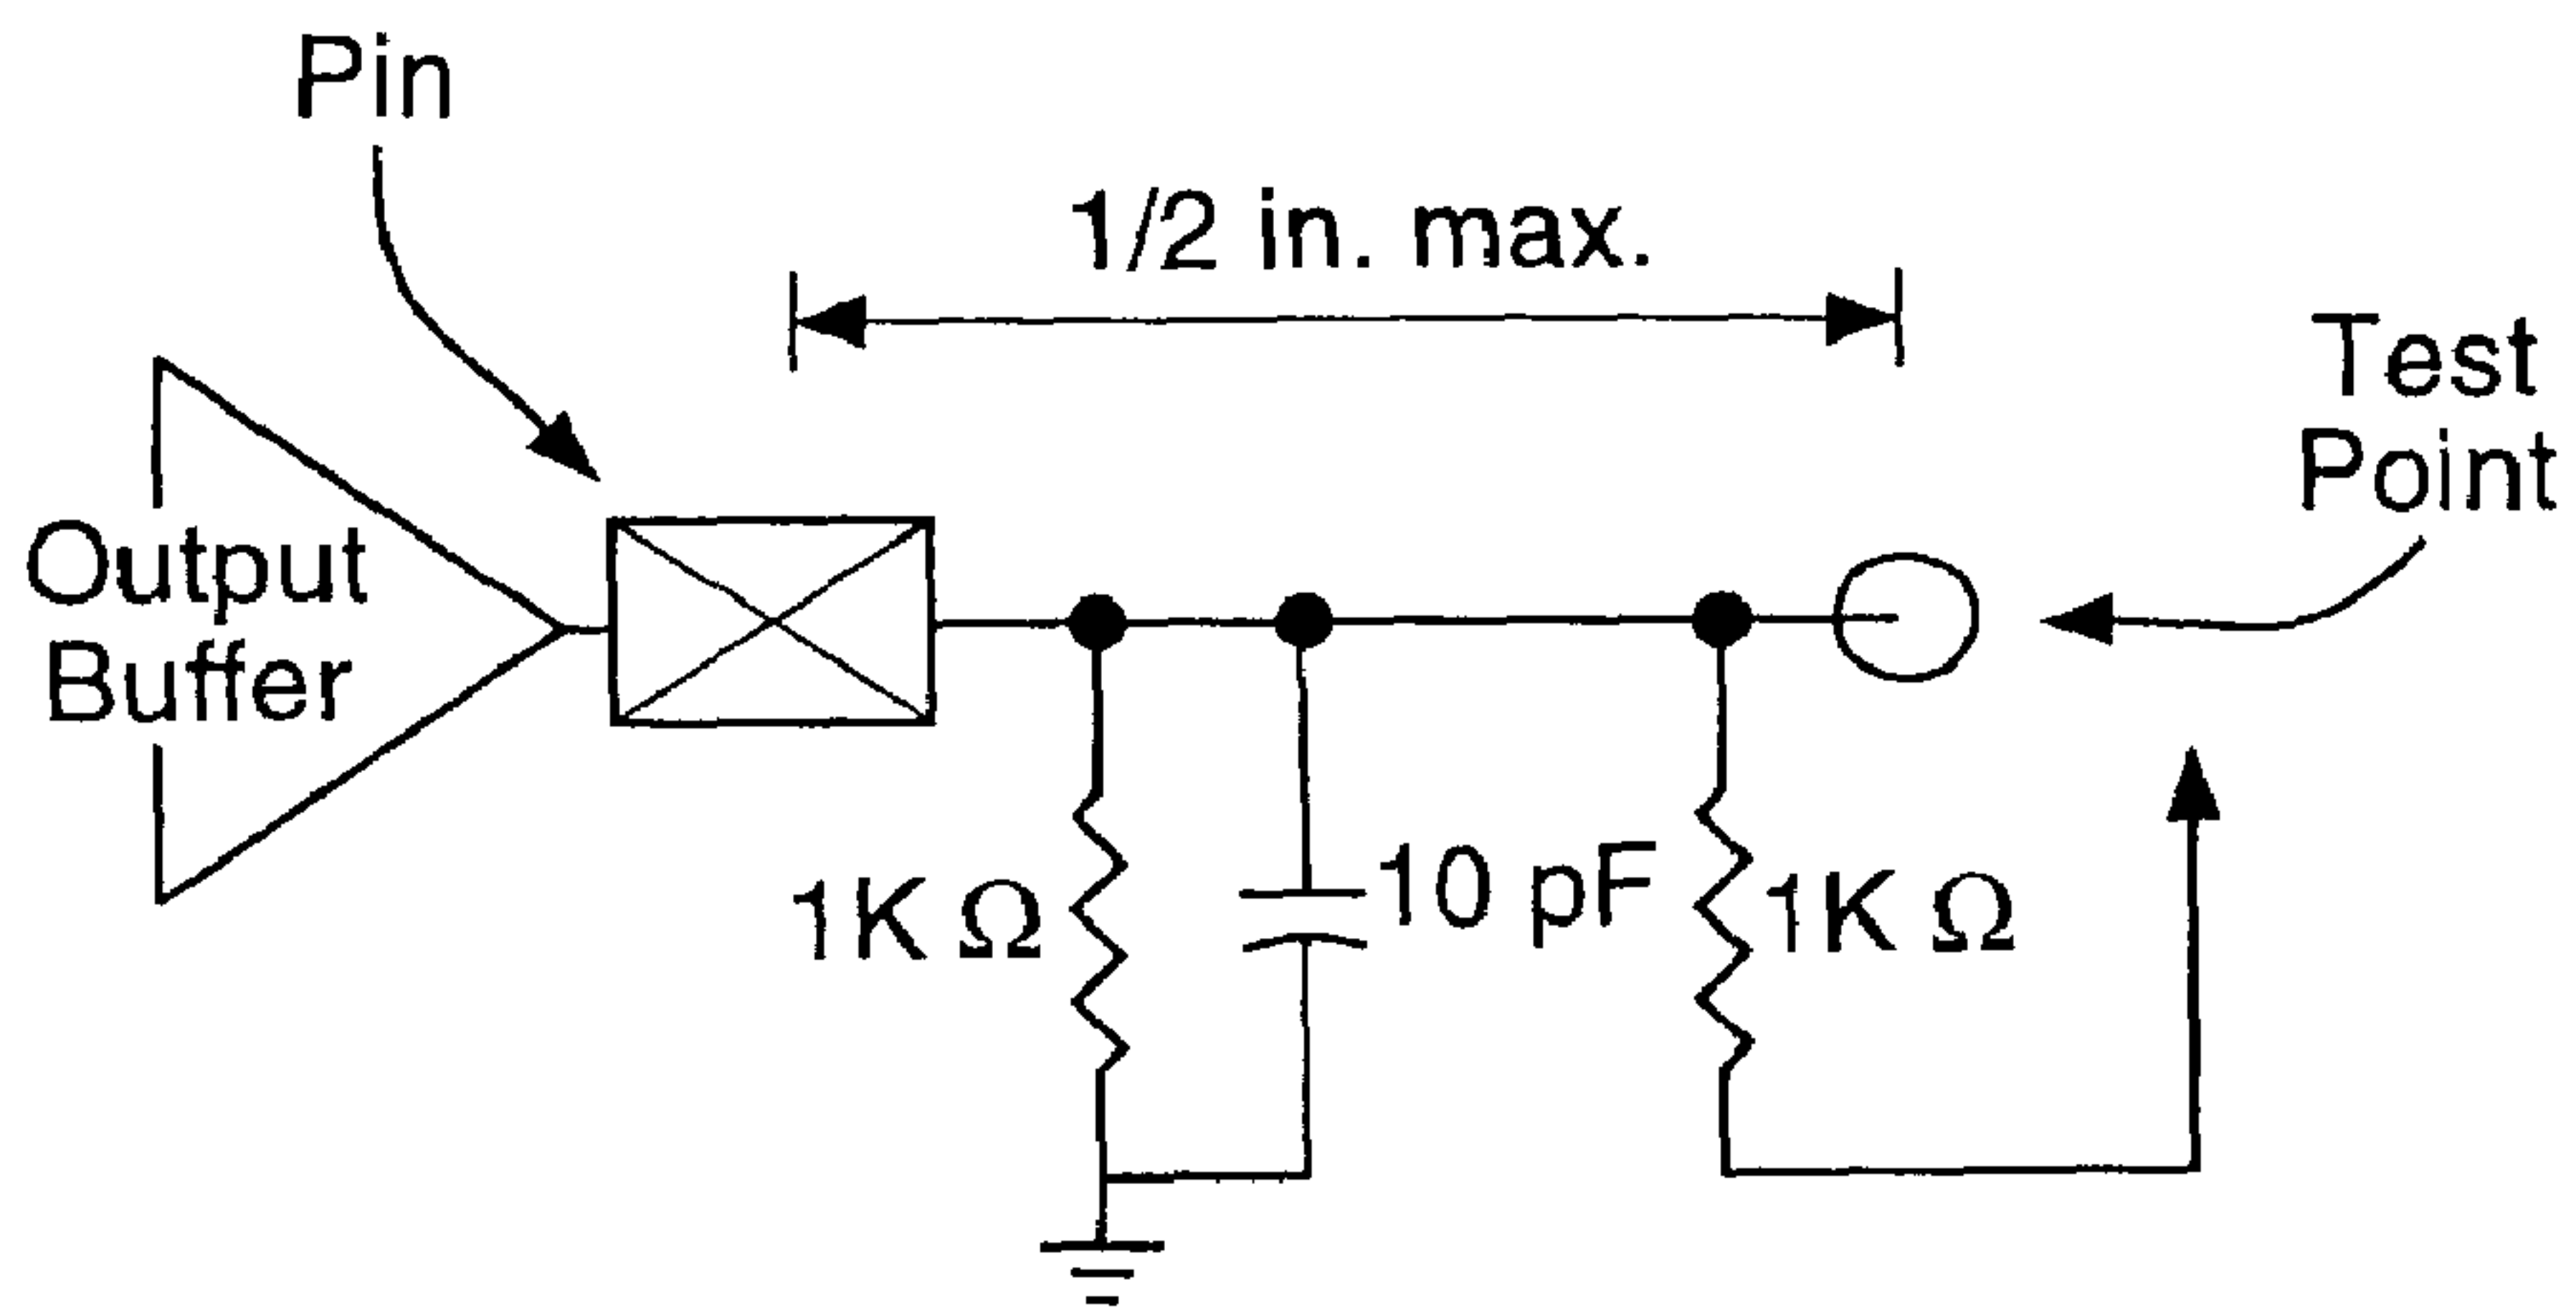 Pin
1/2 in. max.
Test
Point
Output
Buffer
1K Ω
10 pF
1K Ω